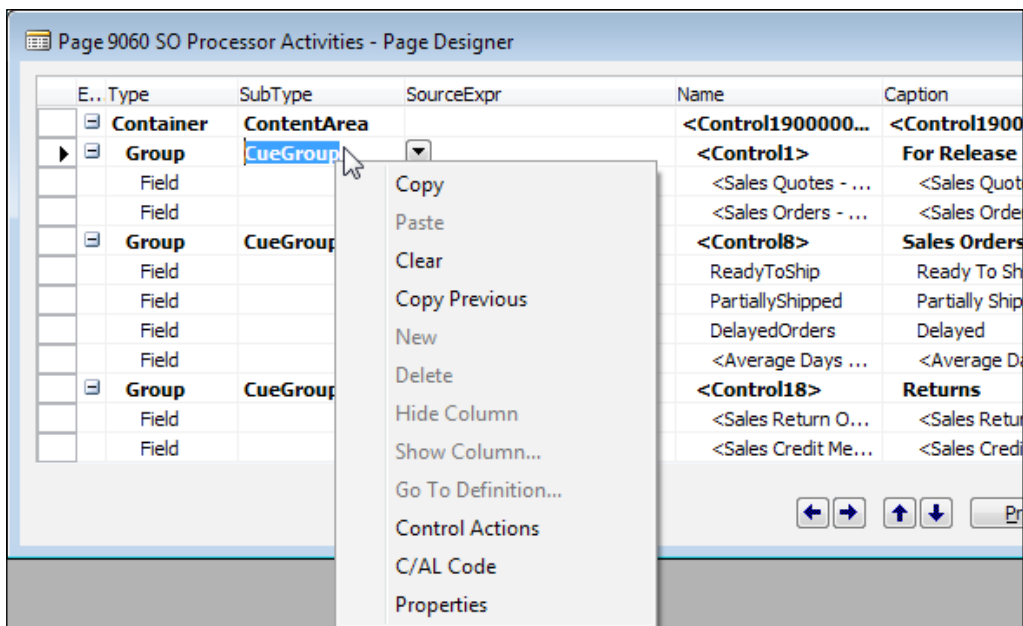 Page 9060 SO Processor Activities - Page Designer
E.. Type SubType SourceExpr Name Caption
Container ContentArea <Control1900000... <Control1900
Group CueGroup <Control1> For Release
Field <Sales Quotes - ... <Sales Quot
Field <Sales Orders - ... <Sales Order
Group CueGroup <Control8> Sales Orders
Field ReadyToShip Ready To Sh
Field PartiallyShipped Partially Ship
Field DelayedOrders Delayed
Field <Average Days ... <Average Da
Group CueGroup <Control18> Returns
Field <Sales Return O... <Sales Retur
Field <Sales Credit Me... <Sales Credi
Copy
Paste
Clear
Copy Previous
New
Delete
Hide Column
Show Column...
Go To Definition...
Control Actions
C/AL Code
Properties
Pr